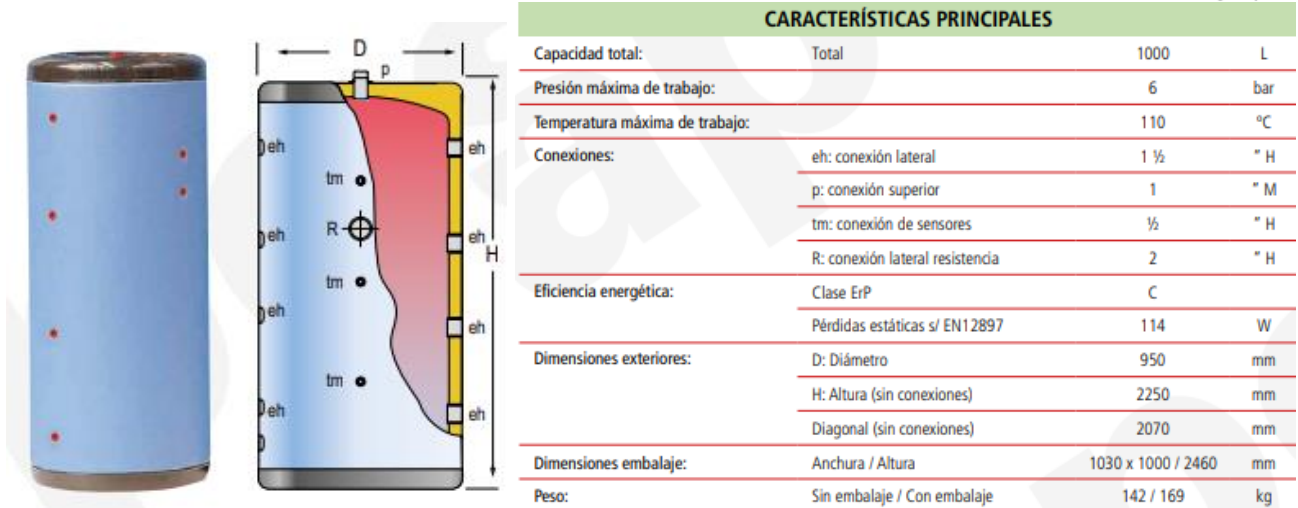 D
p
eh
eh
tm
R
eh
eh
H
tm
eh
eh
tm
eh
eh
CARACTERÍSTICAS PRINCIPALES
Capacidad total: Total 1000 L
Presión máxima de trabajo: 6 bar
Temperatura máxima de trabajo: 110 ºC
Conexiones: eh: conexión lateral 1 ½ " H
p: conexión superior 1 " M
tm: conexión de sensores ½ " H
R: conexión lateral resistencia 2 " H
Eficiencia energética: Clase ErP C
Pérdidas estáticas s/ EN12897 114 W
Dimensiones exteriores: D: Diámetro 950 mm
H: Altura (sin conexiones) 2250 mm
Diagonal (sin conexiones) 2070 mm
Dimensiones embalaje: Anchura / Altura 1030 x 1000 / 2460 mm
Peso: Sin embalaje / Con embalaje 142 / 169 kg